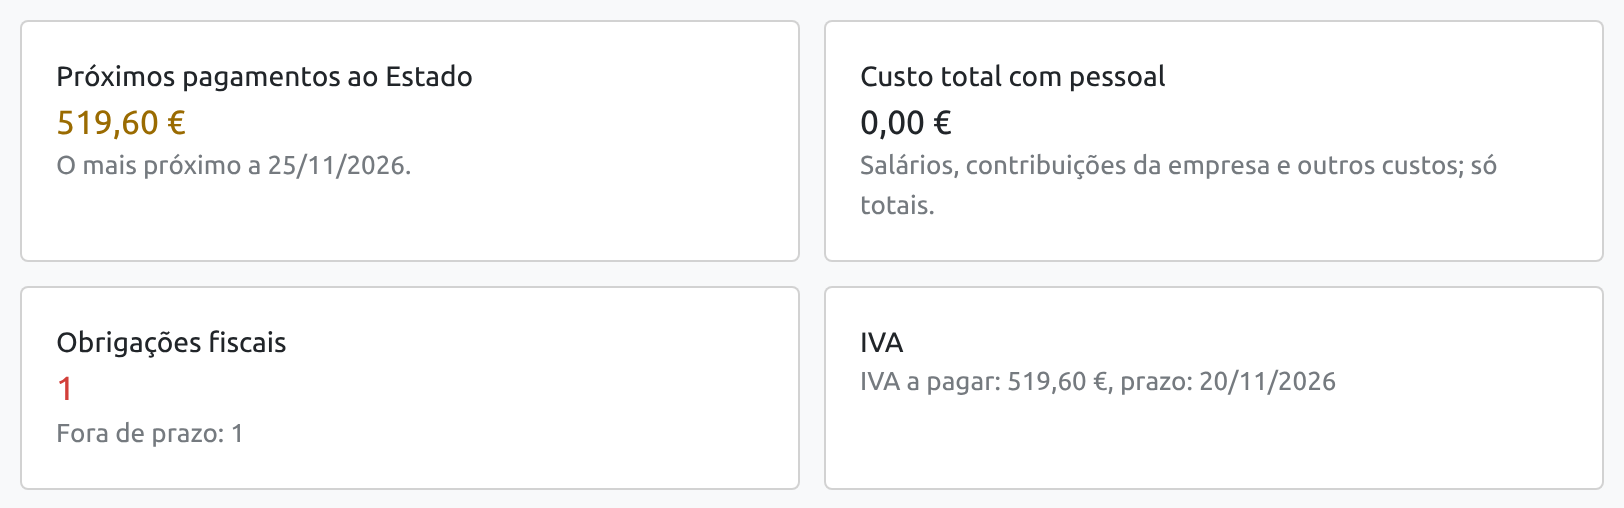 Próximos pagamentos ao Estado
519,60 €
O mais próximo a 25/11/2026.
Custo total com pessoal
0,00 €
Salários, contribuições da empresa e outros custos; só
totais.
Obrigações fiscais
1
Fora de prazo: 1
IVA
IVA a pagar: 519,60 €, prazo: 20/11/2026